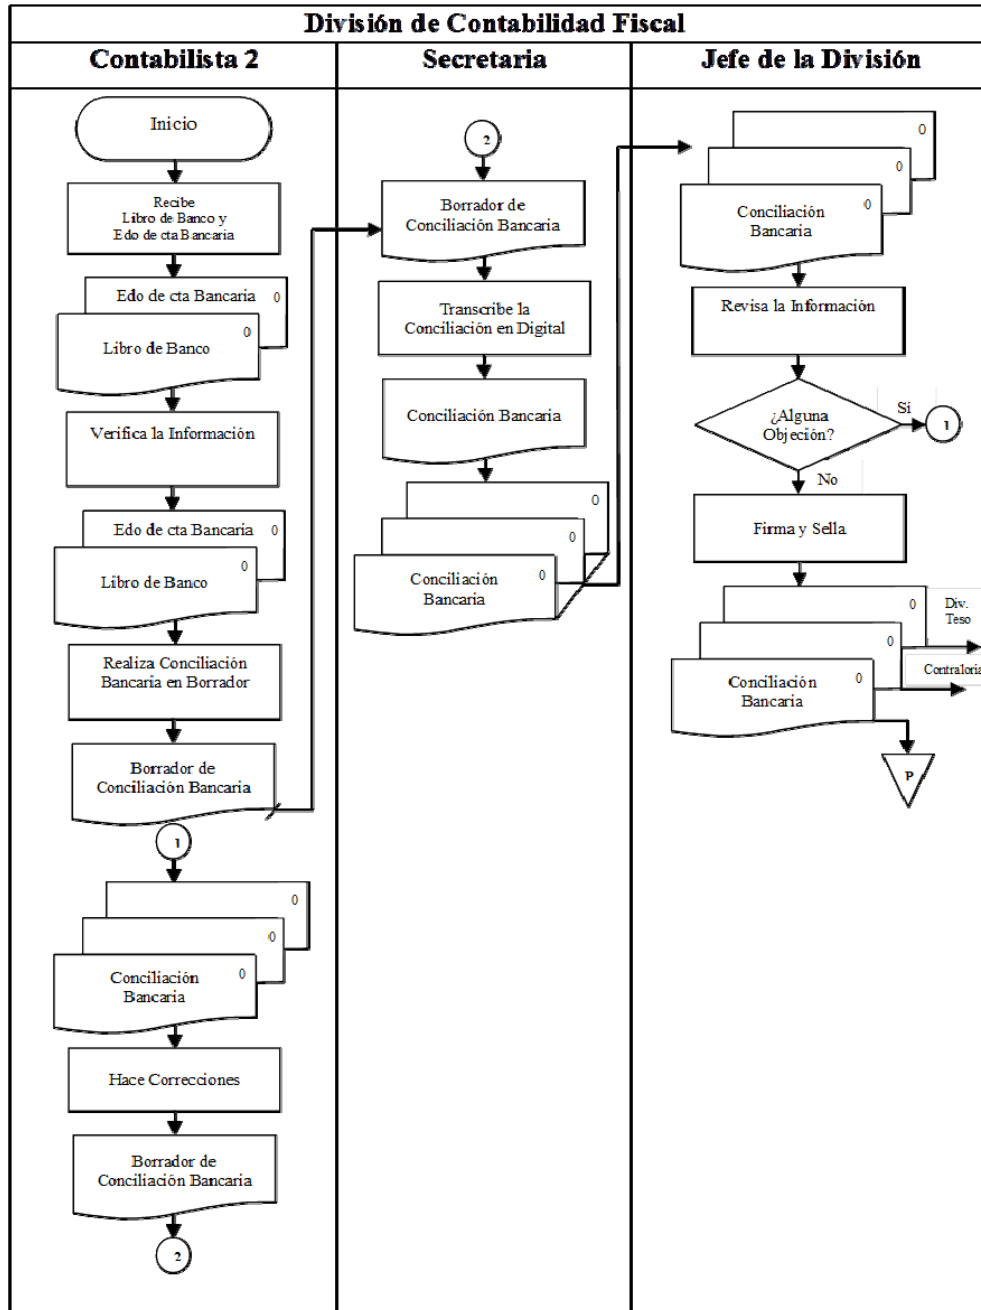 División de Contabilidad Fiscal
Contabilista 2
Secretaria
Jefe de la División
Inicio
Recibe
Libro de Banco y
Edo de cta Bancaria
Edo de cta Bancaria
0
Libro de Banco
0
Verifica la Información
Edo de cta Bancaria
0
Libro de Banco
0
Realiza Conciliación
Bancaria en Borrador
Borrador de
Conciliación Bancaria
1
0
0
Conciliación
Bancaria
0
Hace Correcciones
Borrador de
Conciliación Bancaria
2
2
Borrador de
Conciliación Bancaria
Transcribe la
Conciliación en Digital
Conciliación Bancaria
0
0
Conciliación
Bancaria
0
0
0
Conciliación
Bancaria
0
Revisa la Información
¿Alguna
Objeción?
Sí
1
No
Firma y Sella
0
Div.
Teso
0
Contraloria
Conciliación
Bancaria
0
P